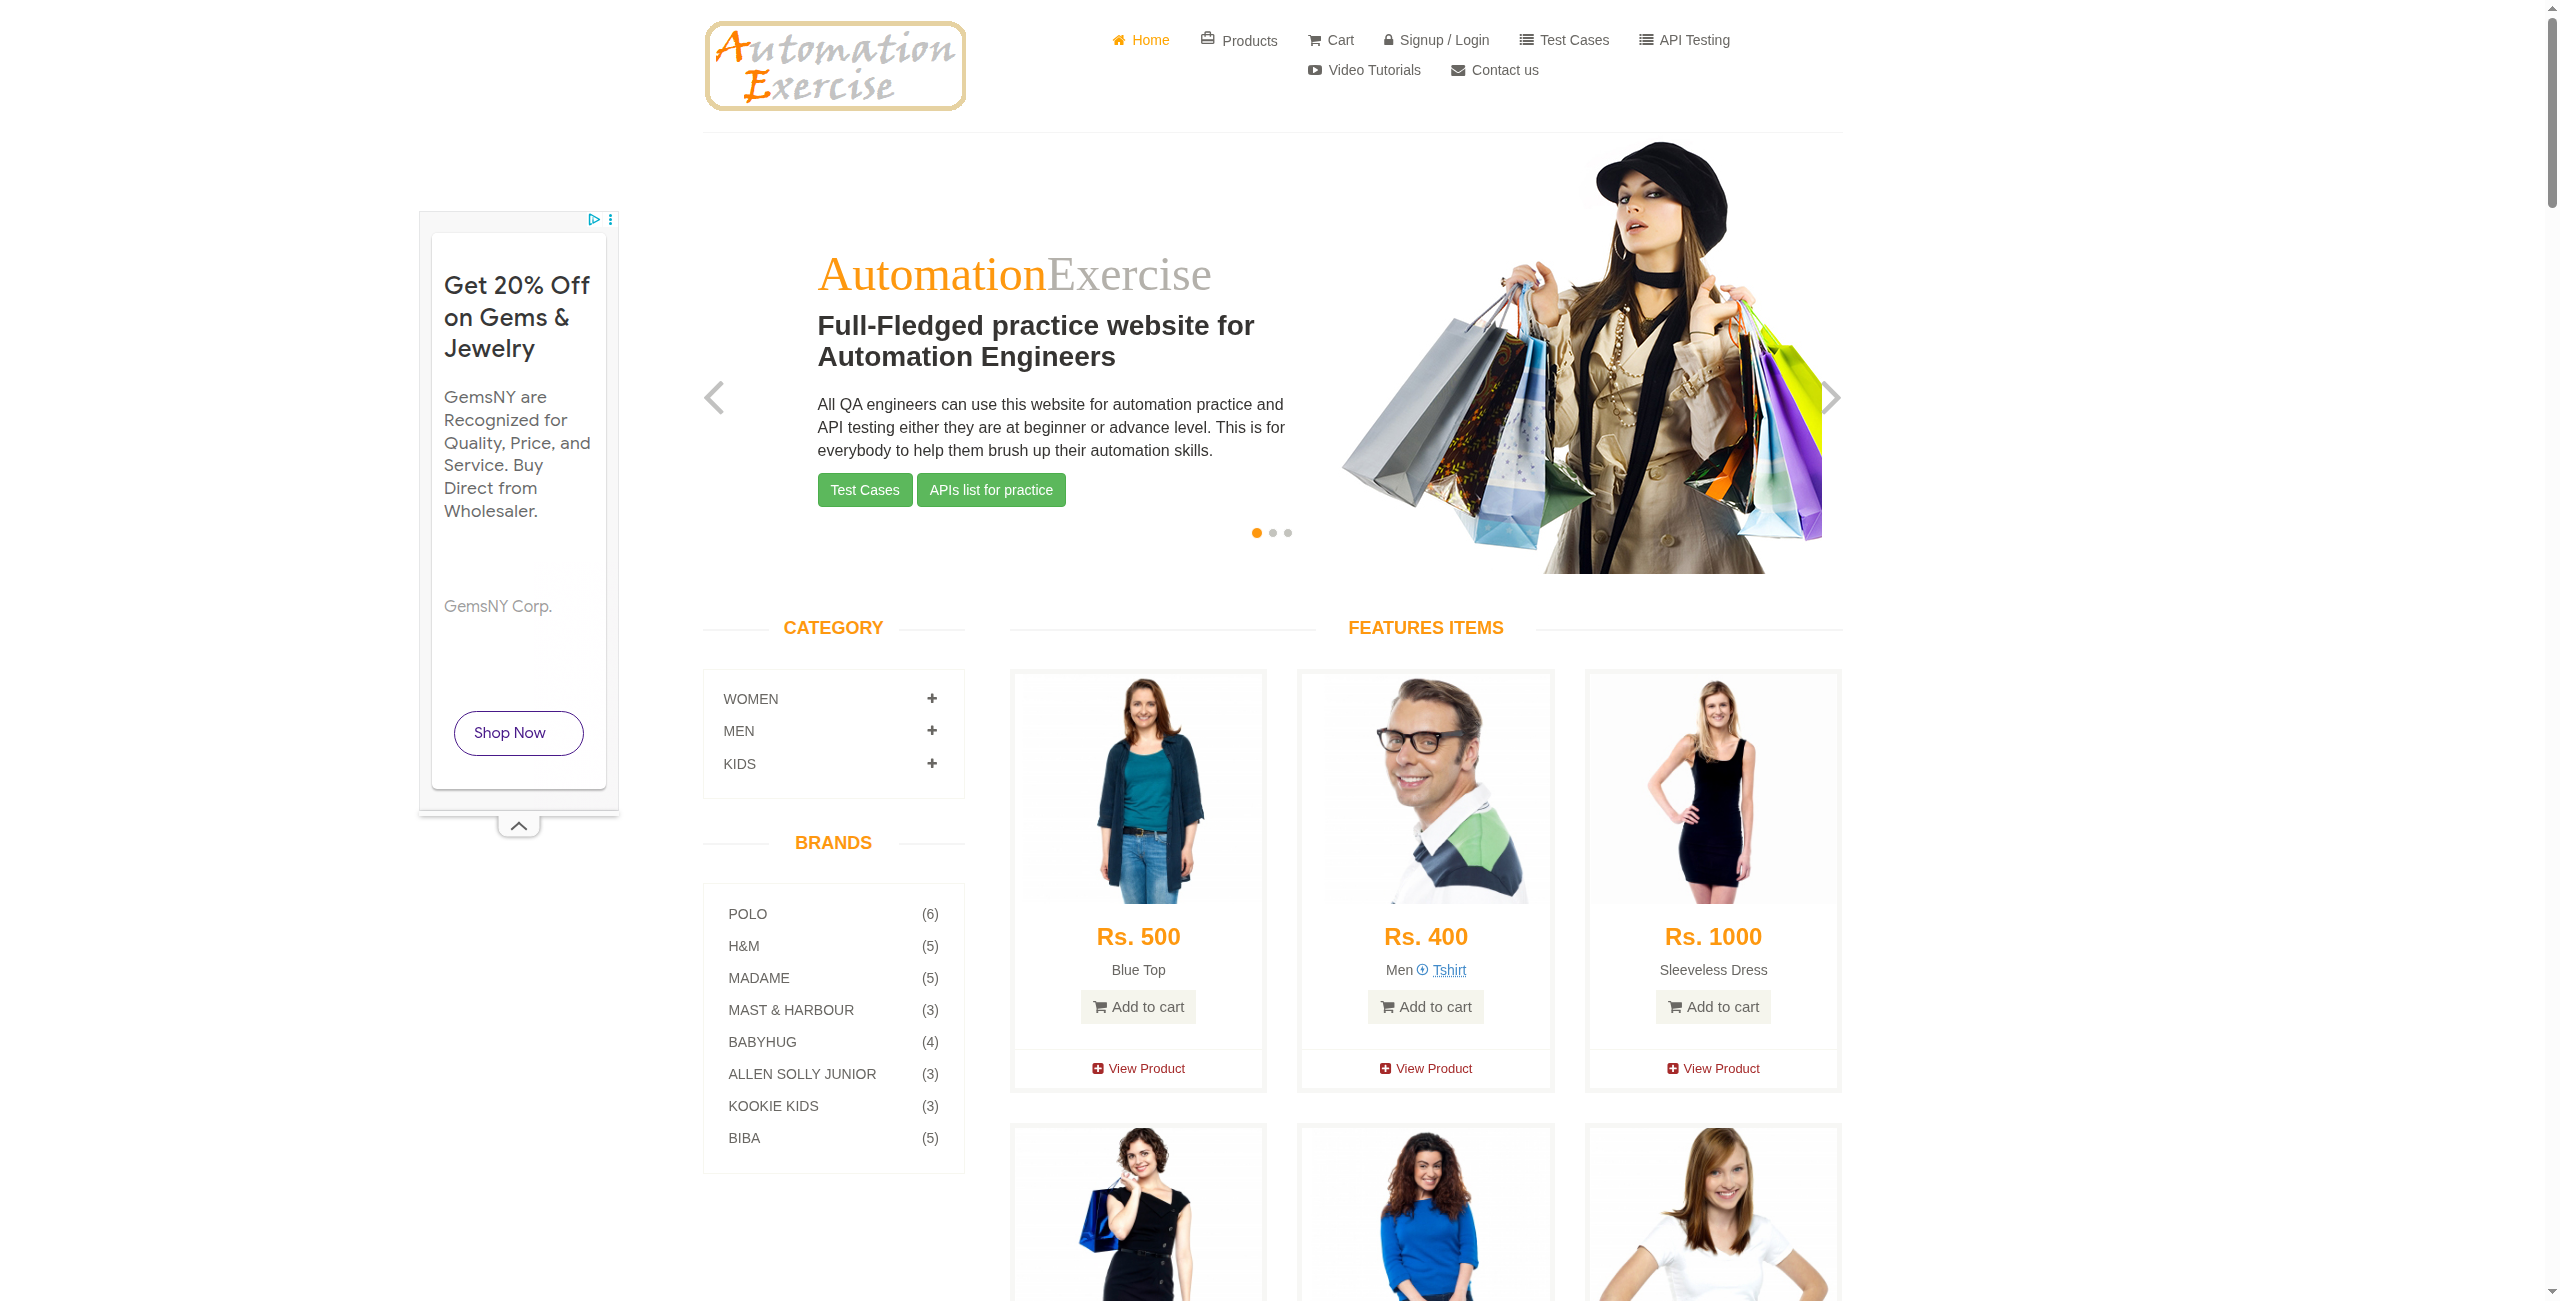 Automation
Exercise
Home
Products
Cart
Signup / Login
Test Cases
API Testing
Video Tutorials
Contact us
Get 20% Off
on Gems &
Jewelry
GemsNY are
Recognized for
Quality, Price, and
Service. Buy
Direct from
Wholesaler.
GemsNY Corp.
Shop Now
AutomationExercise
Full-Fledged practice website for
Automation Engineers
All QA engineers can use this website for automation practice and
API testing either they are at beginner or advance level. This is for
everybody to help them brush up their automation skills.
Test Cases
APIs list for practice
CATEGORY
WOMEN
MEN
KIDS
BRANDS
POLO (6)
H&M (5)
MADAME (5)
MAST & HARBOUR (3)
BABYHUG (4)
ALLEN SOLLY JUNIOR (3)
KOOKIE KIDS (3)
BIBA (5)
FEATURES ITEMS
Rs. 500
Blue Top
Add to cart
View Product
Rs. 400
Men Tshirt
Add to cart
View Product
Rs. 1000
Sleeveless Dress
Add to cart
View Product